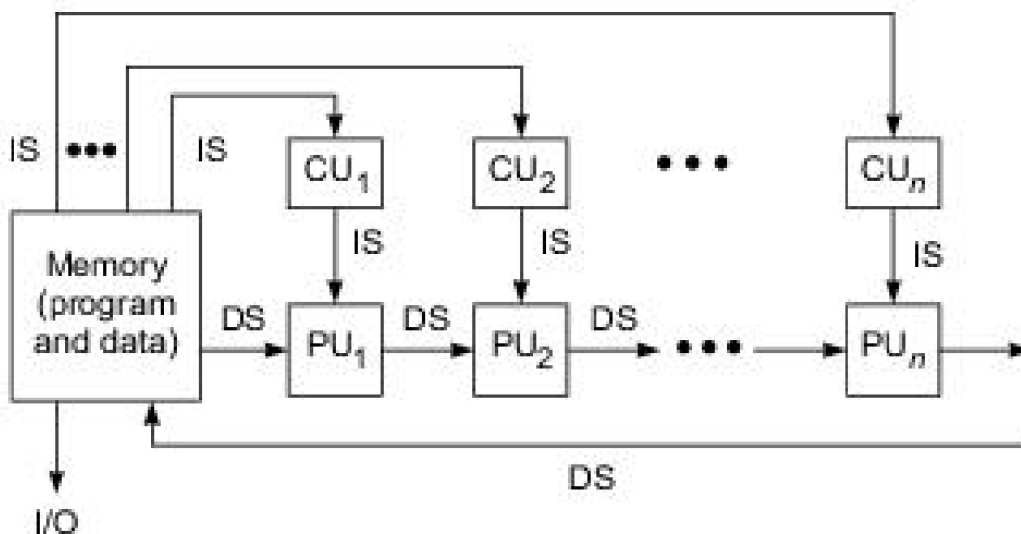 IS
IS
CU1
CU2
CUn
IS
IS
IS
Memory
(program
and data)
DS
PU1
DS
PU2
DS
PUn
DS
I/O